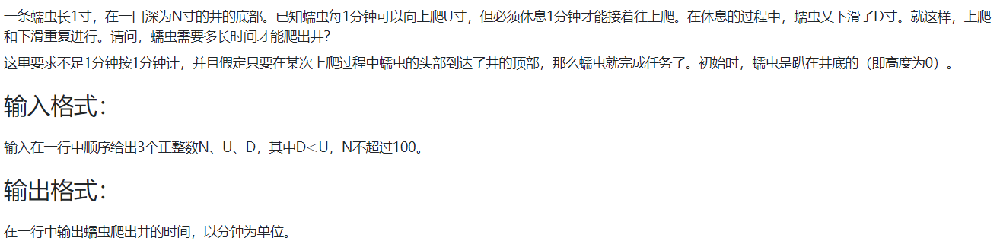 一条蠕虫长1寸，在一口深为N寸的井的底部。已知蠕虫每1分钟可以向上爬U寸，但必须休息1分钟才能接着往上爬。在休息的过程中，蠕虫又下滑了D寸。就这样，上爬
和下滑重复进行。请问，蠕虫需要多长时间才能爬出井？
这里要求不足1分钟按1分钟计，并且假定只要在某次上爬过程中蠕虫的头部到达了井的顶部，那么蠕虫就完成任务了。初始时，蠕虫是趴在井底的（即高度为0）。
输入格式：
输入在一行中顺序给出3个正整数N、U、D，其中D＜U，N不超过100。
输出格式：
在一行中输出蠕虫爬出井的时间，以分钟为单位。